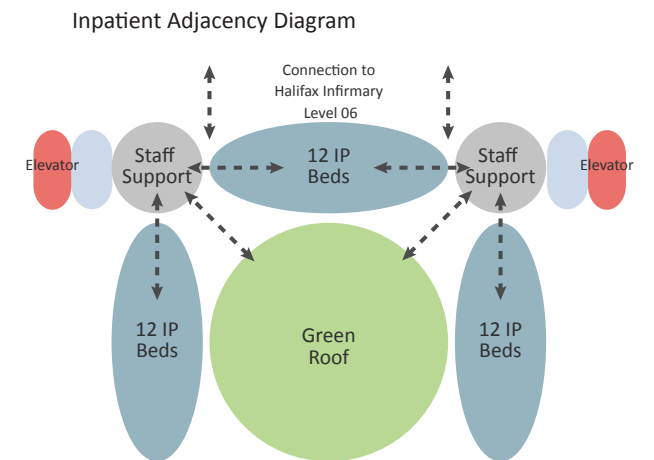 Inpatient Adjacency Diagram
Connection to
Halifax Infirmary
Level 06
Elevator
Staff
Support
12 IP
Beds
Staff
Support
Elevator
12 IP
Beds
Green
Roof
12 IP
Beds